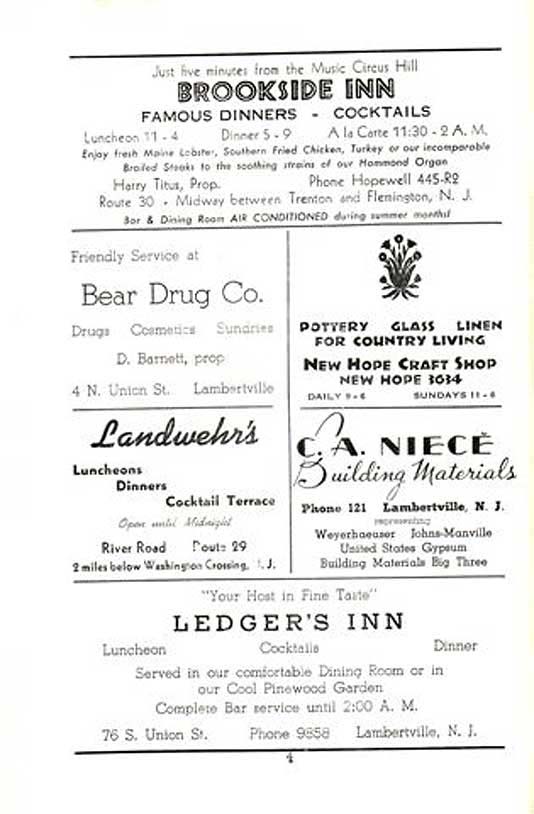 Just five minutes from the Music Circus Hill
BROOKSIDE INN
FAMOUS DINNERS - COCKTAILS
Luncheon 11 - 4 Dinner 5 - 9 A la Carte 11:30 - 2 A. M.
Enjoy fresh Maine Lobster, Southern Fried Chicken, Turkey or our incomparable
Broiled Steaks to the soothing strains of our Hammond Organ
Harry Titus, Prop. Phone Hopewell 445-R2
Route 30 - Midway between Trenton and Flemington, N. J.
Bar & Dining Room AIR CONDITIONED during summer months!
Friendly Service at
Bear Drug Co.
Drugs Cosmetics Sundries
D. Barnett, prop
4 N. Union St. Lambertville
POTTERY GLASS LINEN
FOR COUNTRY LIVING
NEW HOPE CRAFT SHOP
NEW HOPE 3634
DAILY 9 - 6 SUNDAYS 11 - 6
Landwehr's
Luncheons
Dinners
Cocktail Terrace
Open until Midnight
River Road Route 29
2 miles below Washington Crossing, J.
C. A. NIECE
Building Materials
Phone 121 Lambertville, N. J.
representing
Weyerhaeuser Johns-Manville
United States Gypsum
Building Materials Big Three
"Your Host in Fine Taste"
LEDGER'S INN
Luncheon Cocktails Dinner
Served in our comfortable Dining Room or in
our Cool Pinewood Garden
Complete Bar service until 2:00 A. M.
76 S. Union St. Phone 9858 Lambertville, N. J.
4